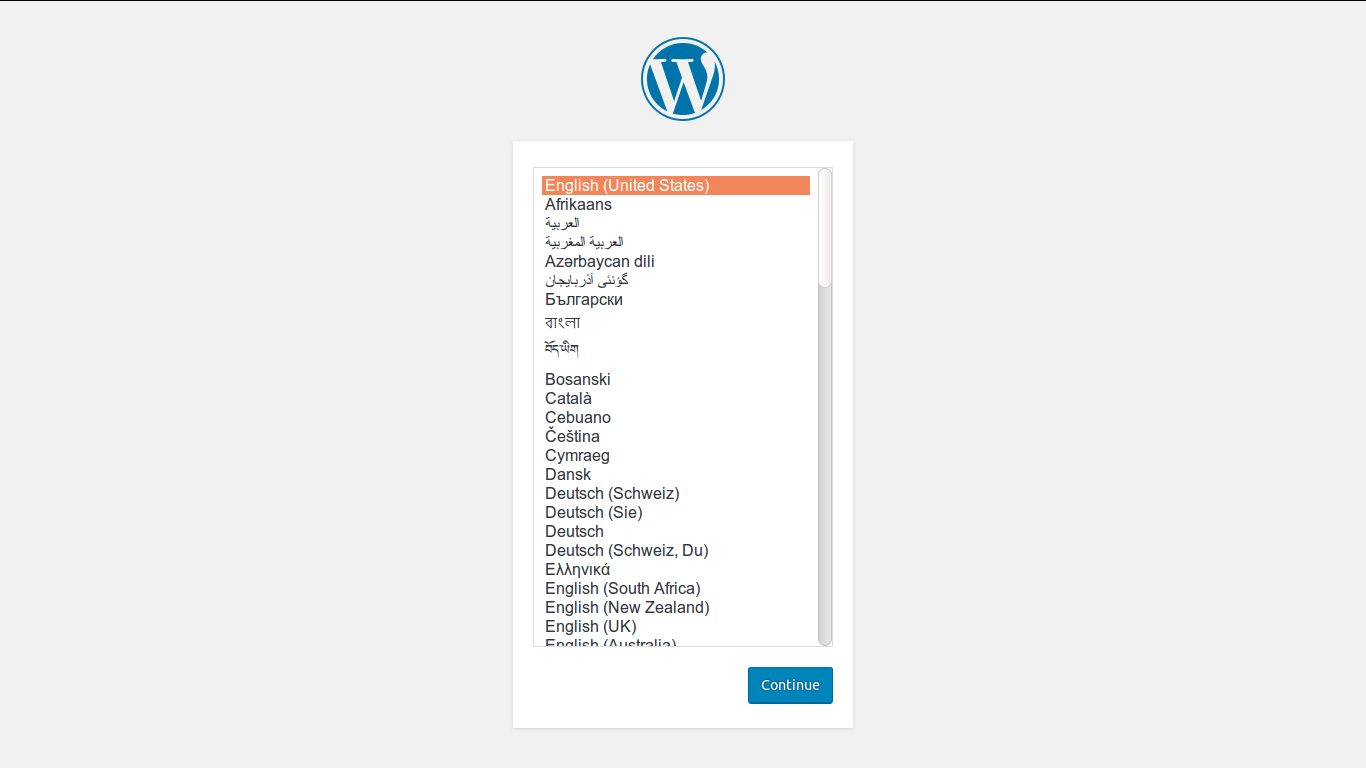 English (United States)
Afrikaans
العربية
العربية المغربية
Azərbaycan dili
گؤنئی آذربایجان
Български
বাংলা
བོད་ཡིག
Bosanski
Català
Cebuano
Čeština
Cymraeg
Dansk
Deutsch (Schweiz)
Deutsch (Sie)
Deutsch
Deutsch (Schweiz, Du)
Ελληνικά
English (South Africa)
English (New Zealand)
English (UK)
English (Australia)
Continue